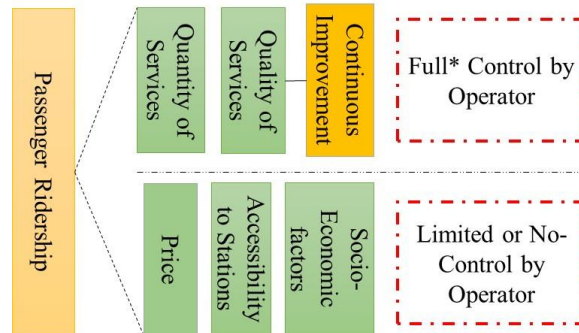 Passenger Ridership
Quantity of
Services
Quality of
Services
Continuous
Improvement
Full* Control by
Operator
Price
Accessibility
to Stations
Socio-
Economic
factors
Limited or No-
Control by
Operator